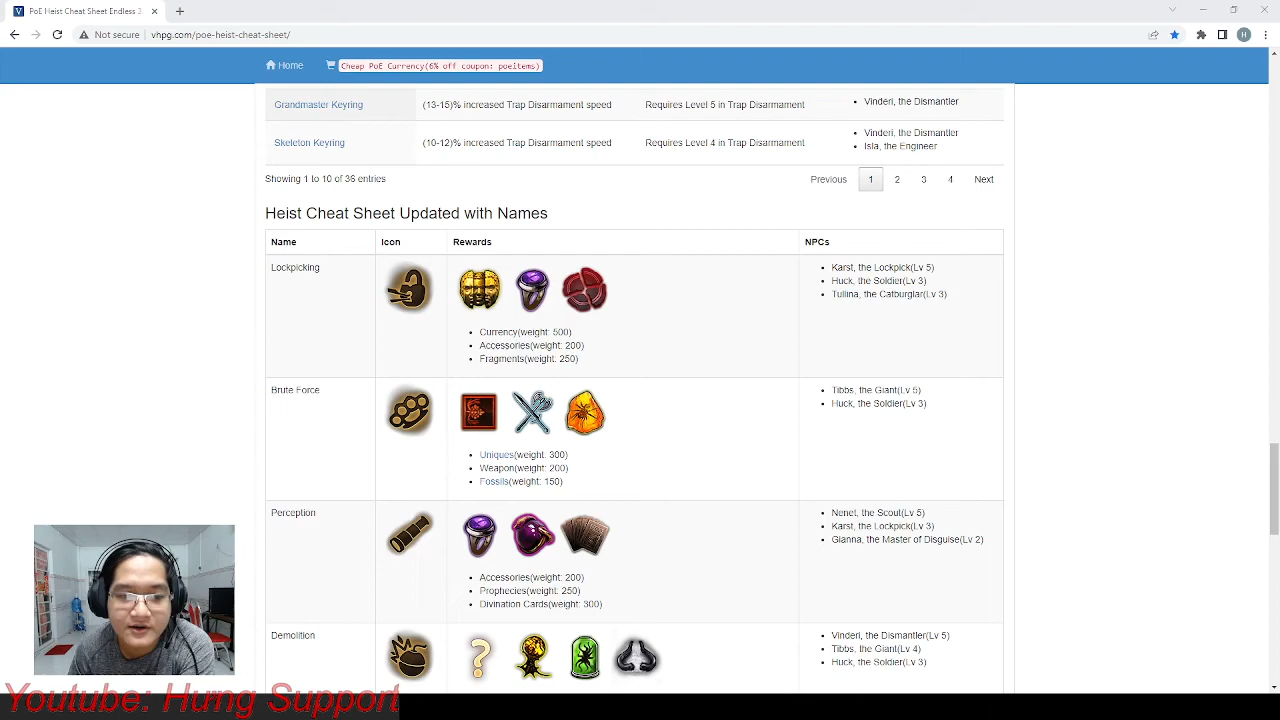 PoE Heist Cheat Sheet Endless 3.
Not secure vhpg.com/poe-heist-cheat-sheet/
H
Home Cheap PoE Currency(6% off coupon: poeitems)
Grandmaster Keyring (13-15)% increased Trap Disarmament speed Requires Level 5 in Trap Disarmament Vinderi, the Dismantler
Skeleton Keyring (10-12)% increased Trap Disarmament speed Requires Level 4 in Trap Disarmament Vinderi, the Dismantler
Isla, the Engineer
Showing 1 to 10 of 36 entries Previous 1 2 3 4 Next
Heist Cheat Sheet Updated with Names
Name Icon Rewards NPCs
Lockpicking
Currency(weight: 500)
Accessories(weight: 200)
Fragments(weight: 250)
Karst, the Lockpick(Lv 5)
Huck, the Soldier(Lv 3)
Tullina, the Catburglar(Lv 3)
Brute Force
Uniques(weight: 300)
Weapon(weight: 200)
Fossils(weight: 150)
Tibbs, the Giant(Lv 5)
Huck, the Soldier(Lv 3)
Perception
Accessories(weight: 200)
Prophecies(weight: 250)
Divination Cards(weight: 300)
Nenet, the Scout(Lv 5)
Karst, the Lockpick(Lv 3)
Gianna, the Master of Disguise(Lv 2)
Demolition
Vinderi, the Dismantler(Lv 5)
Tibbs, the Giant(Lv 4)
Huck, the Soldier(Lv 3)
Youtube: Hung Support